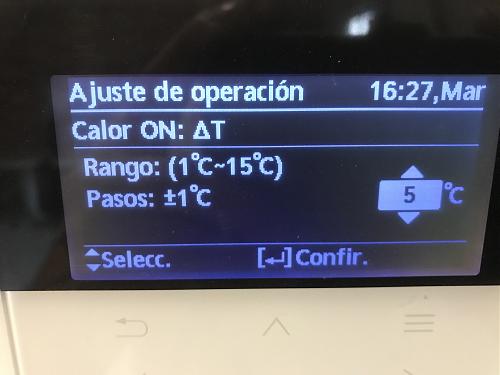 Ajuste de operación 16:27,Mar
Calor ON: ΔT
Rango: (1°C~15°C)
Pasos: ±1°C
5 °C
Selecc. [↵] Confir.